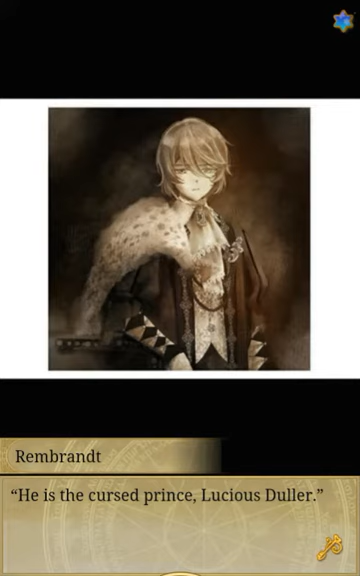 Rembrandt
“He is the cursed prince, Lucious Duller.”